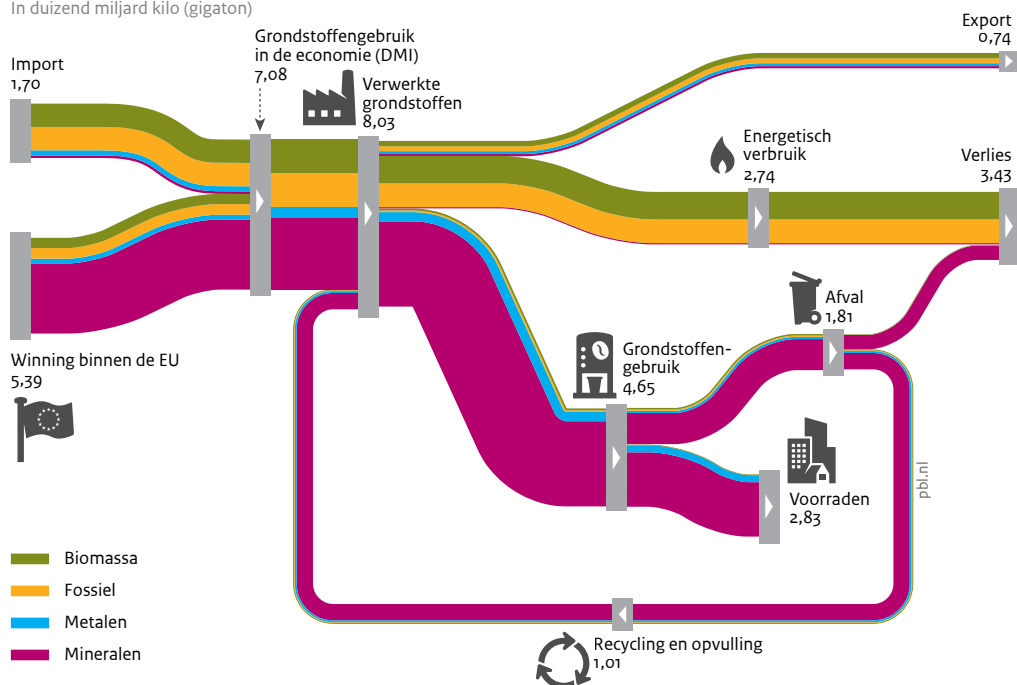 In duizend miljard kilo (gigaton)
Import
1,70
Grondstoffengebruik
in de economie (DMI)
7,08
Verwerkte
grondstoffen
8,03
Export
0,74
Energetisch
verbruik
2,74
Verlies
3,43
Winning binnen de EU
5,39
Grondstoffen-
gebruik
4,65
Afval
1,81
Voorraden
2,83
pbl.nl
Biomassa
Fossiel
Metalen
Mineralen
Recycling en opvulling
1,01